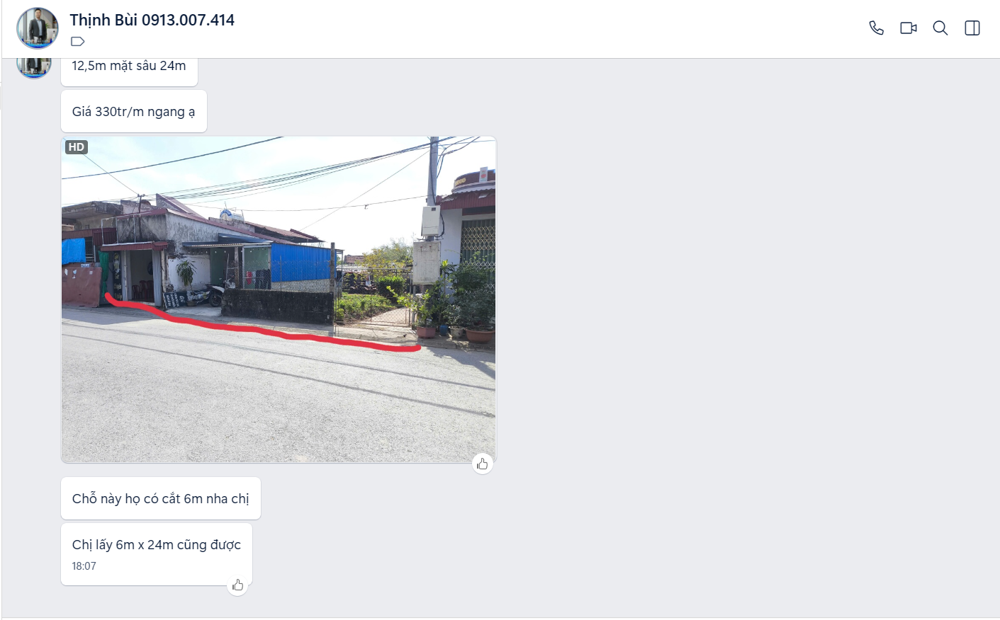 Thịnh Bùi 0913.007.414
12,5m mặt sâu 24m
Giá 330tr/m ngang ạ
HD
Chỗ này họ có cắt 6m nha chị
Chị lấy 6m x 24m cũng được
18:07